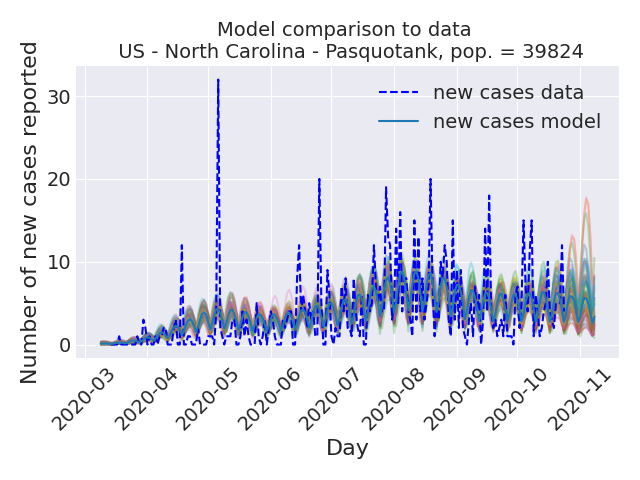 Model comparison to data
US - North Carolina - Pasquotank, pop. = 39824
Number of new cases reported
30
20
10
0
new cases data
new cases model
2020-03
2020-04
2020-05
2020-06
2020-07
2020-08
2020-09
2020-10
2020-11
Day